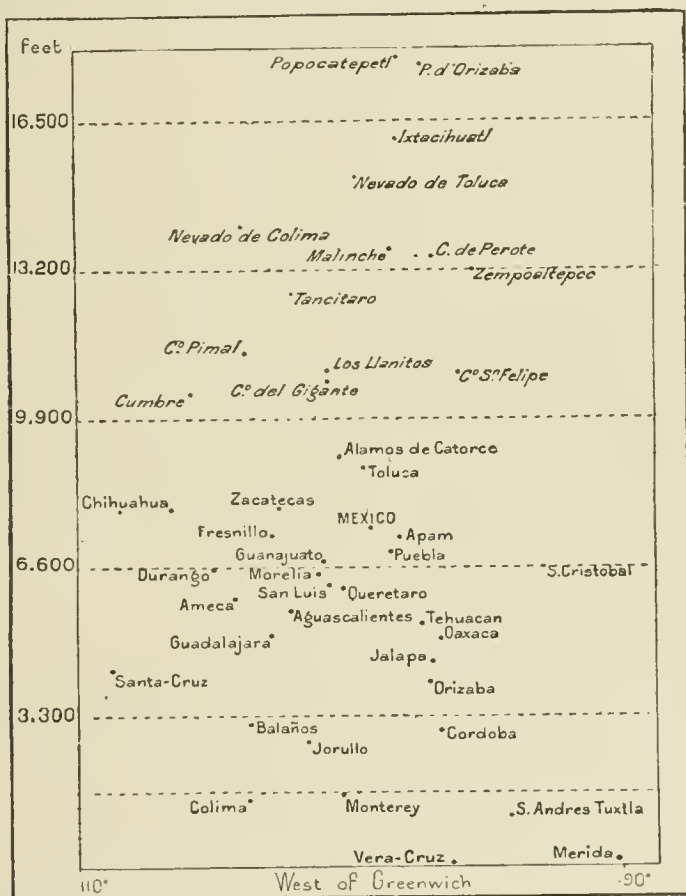 feet
Popocatepetl
P. d'Orizaba
16.500
Ixtacihuatl
Nevado de Toluca
Nevado de Colima
Malinche
C. de Perote
13.200
Zempoaltepec
Tancitaro
Cº Pimal
Los Llanitos
Cº Sn Felipe
Cº del Gigante
Cumbre
9,900
Alamos de Catorce
Toluca
Chihuahua
Zacatecas
MEXICO
Fresnillo
Apam
Guanajuato
Puebla
6.600
Durango
Morelia
S.Cristobal
San Luis
Queretaro
Ameca
Aguascalientes
Tehuacan
Oaxaca
Guadalajara
Jalapa
Santa-Cruz
Orizaba
3.300
Balaños
Cordoba
Jorullo
Colima
Monterey
S. Andres Tuxtla
Vera-Cruz
Merida
110°
West of Greenwich
90°